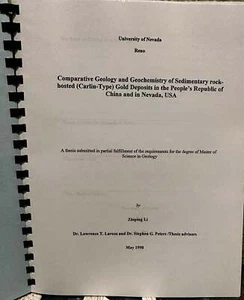 University of Nevada
Reno
Comparative Geology and Geochemistry of Sedimentary rock-
hosted (Carlin-Type) Gold Deposits in the People's Republic of
China and in Nevada, USA
A thesis submitted in partial fulfillment of the requirements for the degree of Master of
Science in Geology
by
Zhiping Li
Dr. Lawrence T. Larson and Dr. Stephen G. Peters /Thesis advisors
May 1998